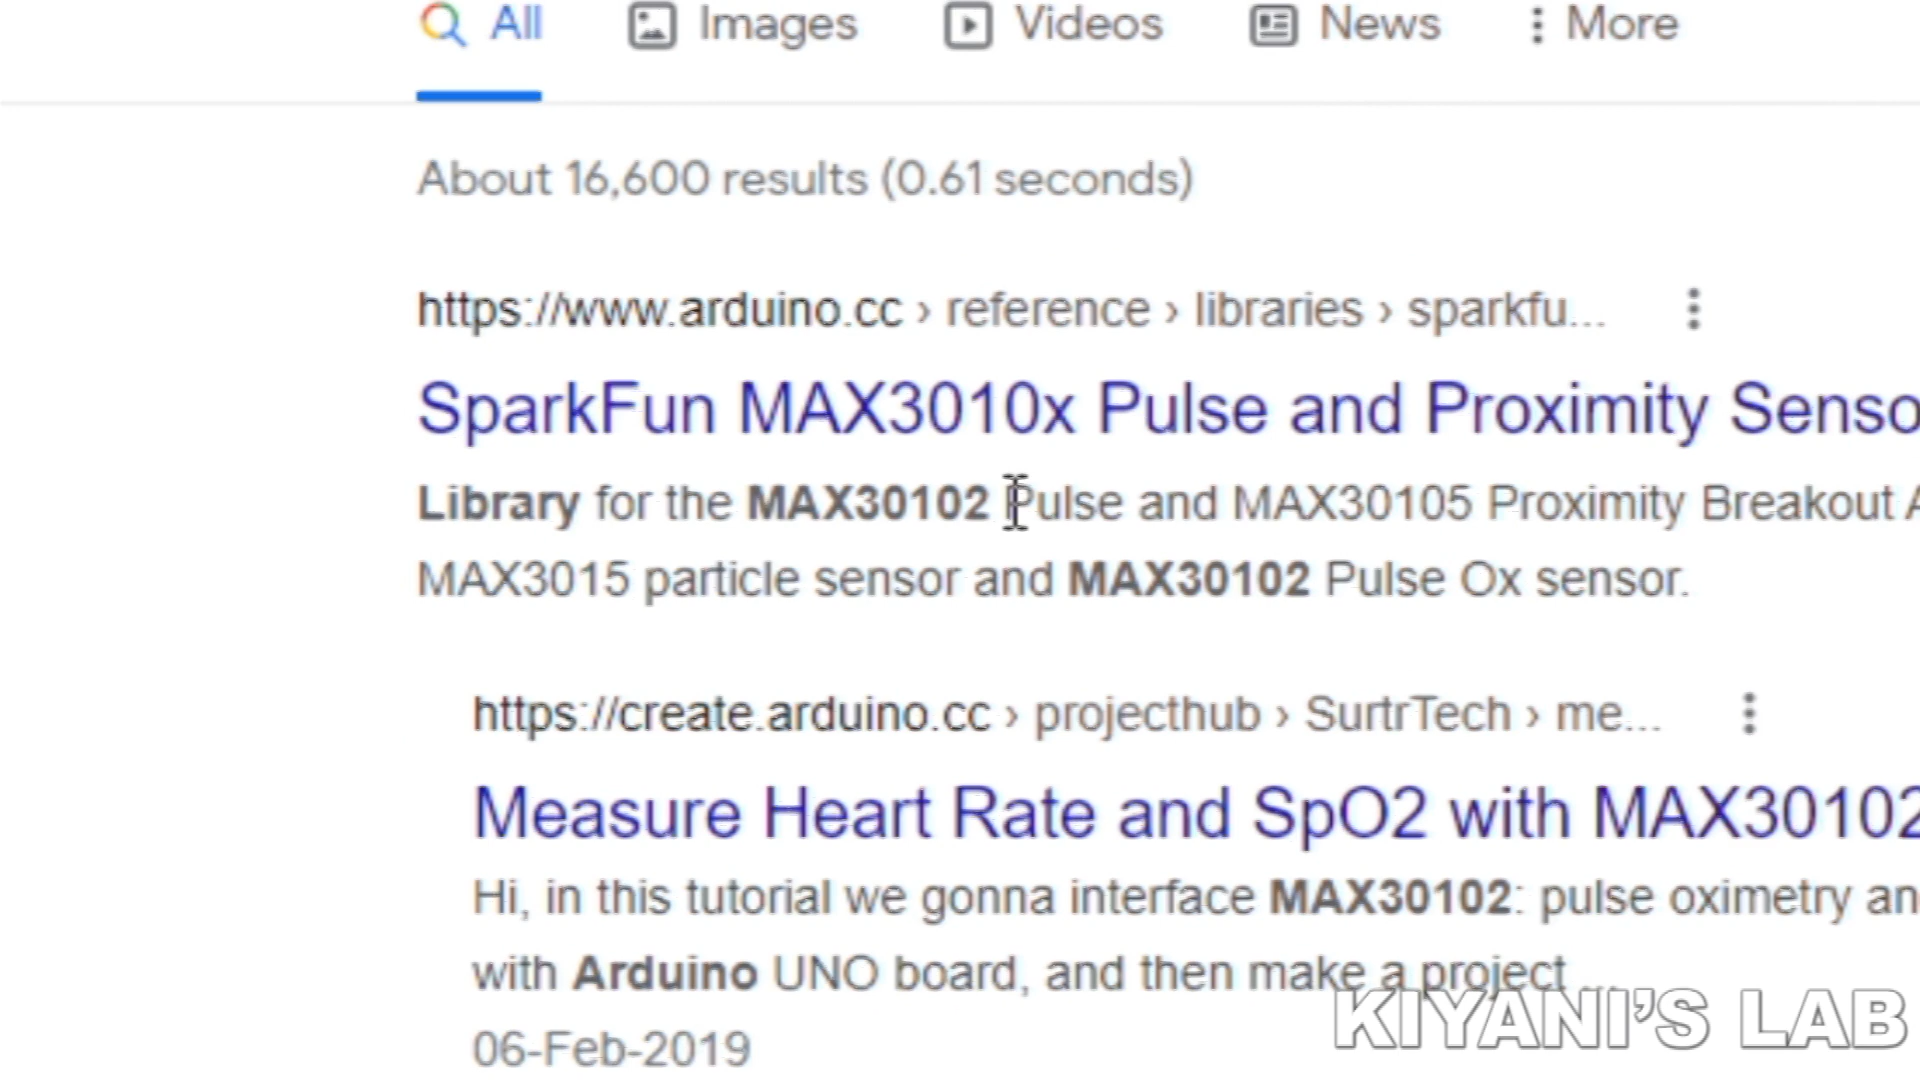 All Images Videos News More
About 16,600 results (0.61 seconds)
https://www.arduino.cc › reference › libraries › sparkfu...
SparkFun MAX3010x Pulse and Proximity Senso
Library for the MAX30102 Pulse and MAX30105 Proximity Breakout A
MAX3015 particle sensor and MAX30102 Pulse Ox sensor.
https://create.arduino.cc › projecthub › SurtrTech › me...
Measure Heart Rate and SpO2 with MAX30102
Hi, in this tutorial we gonna interface MAX30102: pulse oximetry an
with Arduino UNO board, and then make a project ...
KIYANI'S LAB
06-Feb-2019